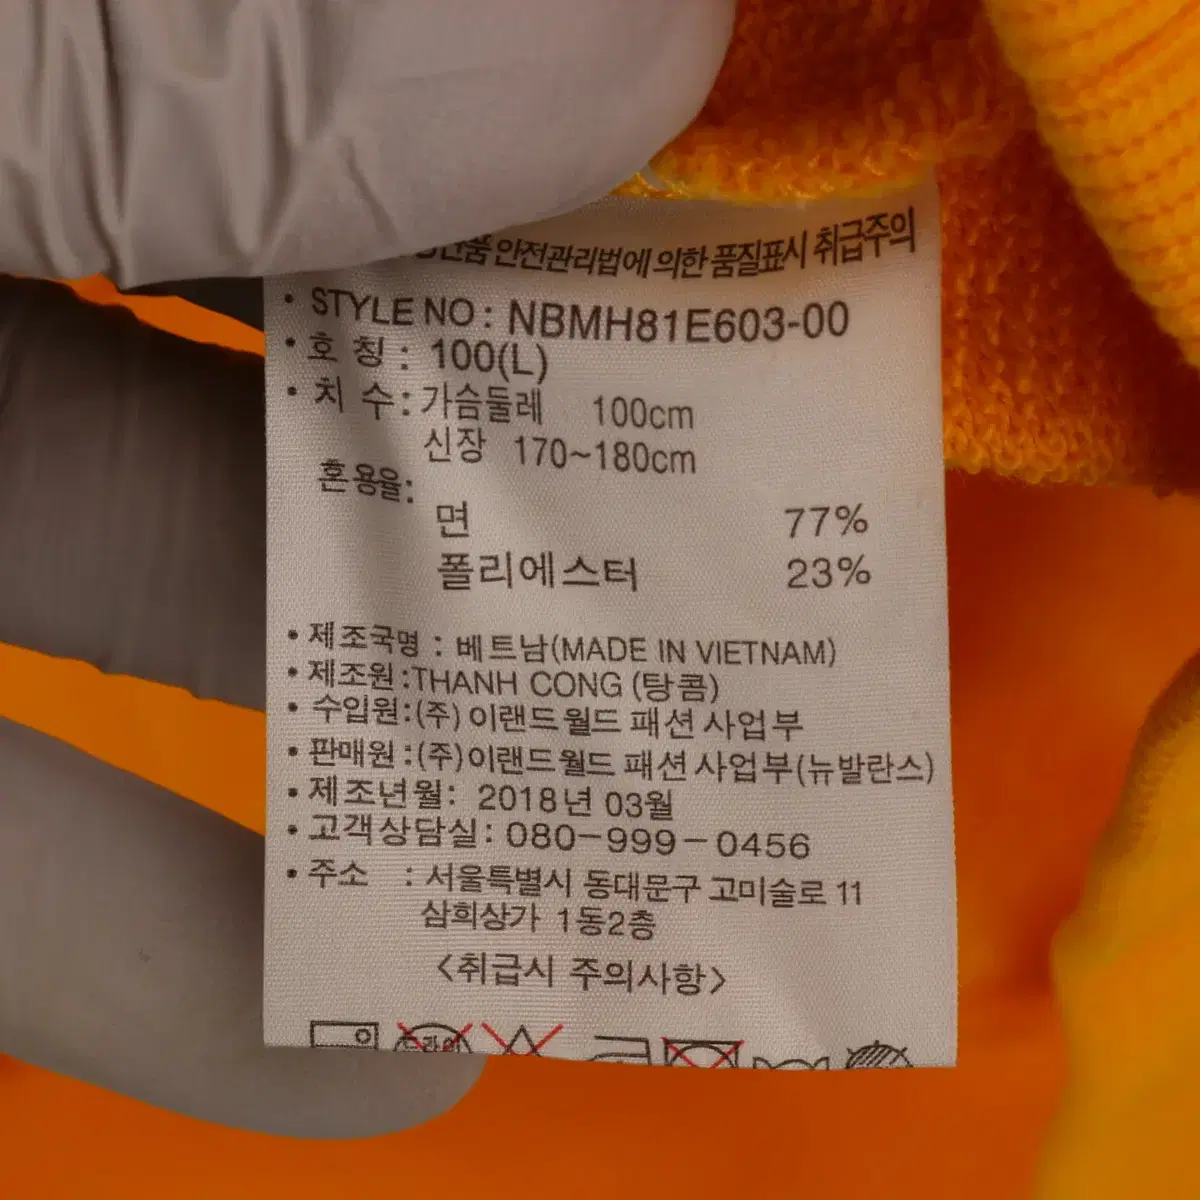 안전관리법에 의한 품질표시 취급주의
• STYLE NO : NBMH81E603-00
• 호 칭 : 100(L)
• 치 수 : 가슴둘레 100cm
신장 170~180cm
혼용율:
면 77%
폴리에스터 23%
• 제조국명 : 베트남(MADE IN VIETNAM)
• 제조원:THANH CONG (탕콤)
• 수입원:(주) 이랜드월드 패션 사업부
• 판매원:(주)이랜드월드 패션 사업부(뉴발란스)
• 제조년월: 2018년 03월
• 고객상담실: 080-999-0456
• 주소 : 서울특별시 동대문구 고미술로 11
삼희상가 1동2층
<취급시 주의사항>